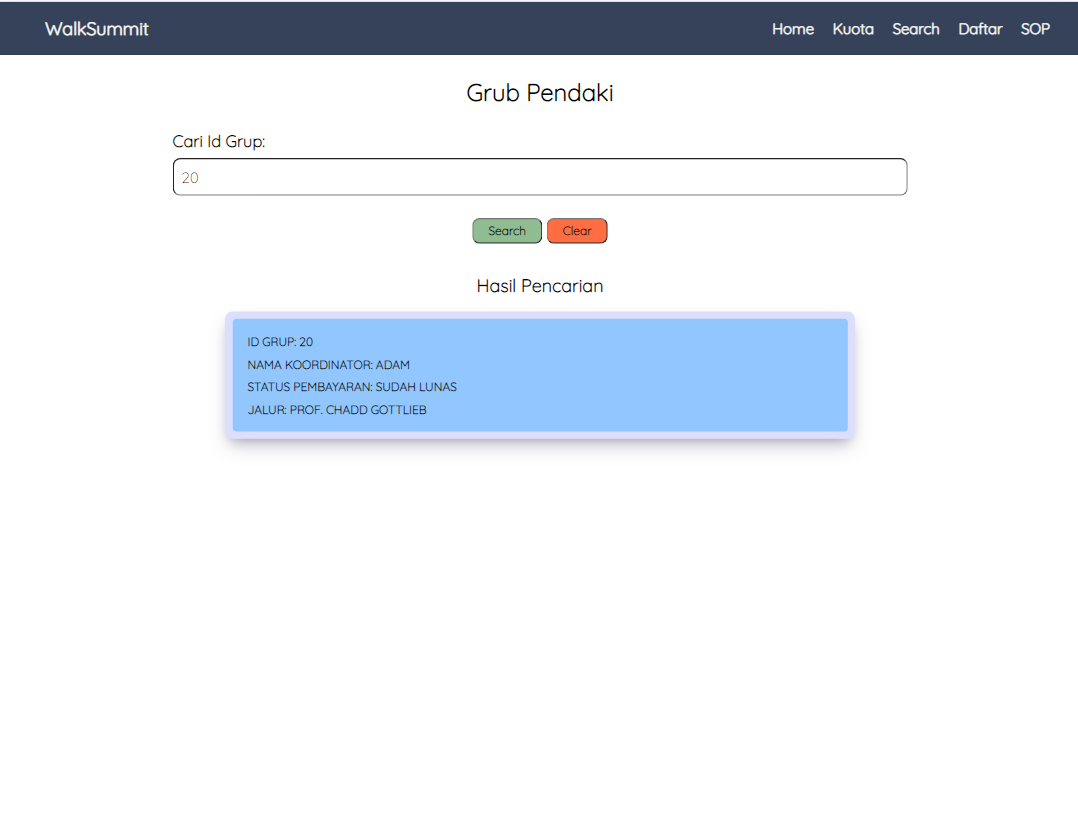 WalkSummit
Home Kuota Search Daftar SOP
Grub Pendaki
Cari Id Grup:
20
Search Clear
Hasil Pencarian
ID GRUP: 20
NAMA KOORDINATOR: ADAM
STATUS PEMBAYARAN: SUDAH LUNAS
JALUR: PROF. CHADD GOTTLIEB